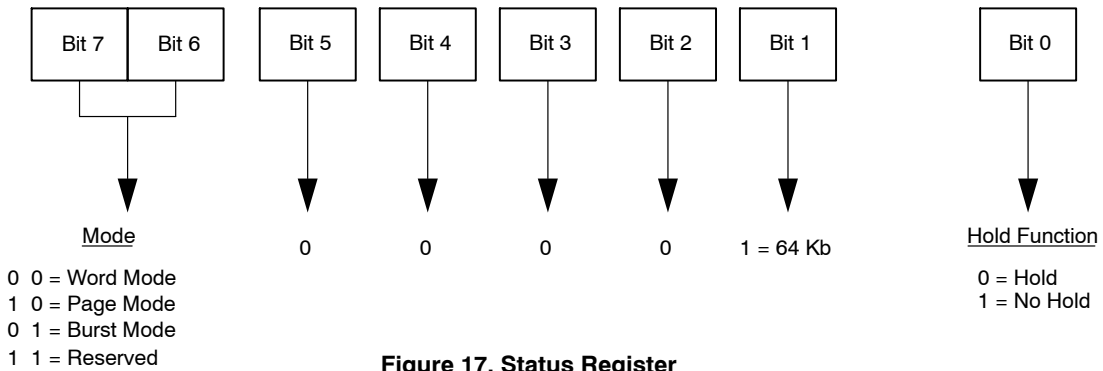 Bit 7 Bit 6 Bit 5 Bit 4 Bit 3 Bit 2 Bit 1 Bit 0
Mode 0 0 0 0 1 = 64 Kb Hold Function
0 0 = Word Mode 0 = Hold
1 0 = Page Mode 1 = No Hold
0 1 = Burst Mode
1 1 = Reserved
Figure 17. Status Register